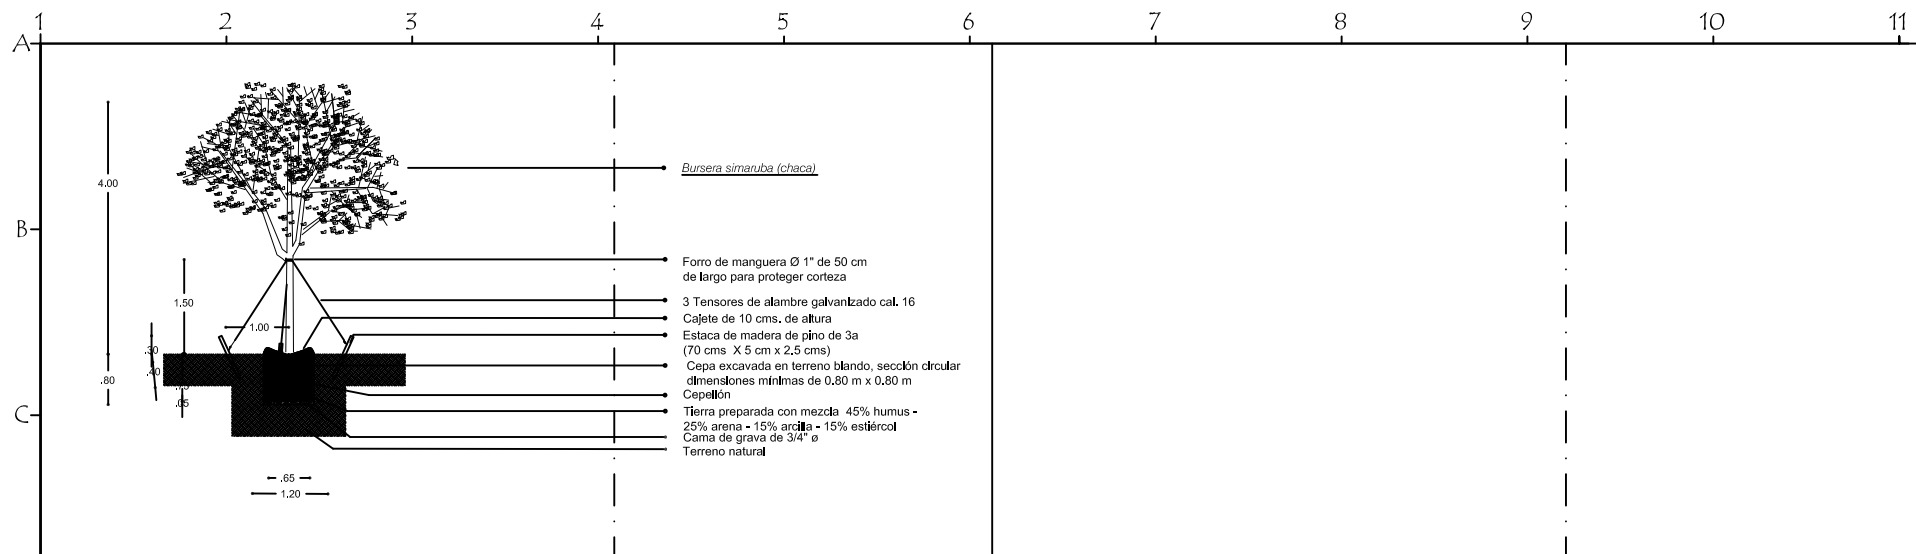 1 2 3 4 5 6 7 8 9 10 11
A
Bursera simaruba (chaca)
4.00
B
Forro de manguera Ø 1" de 50 cm
de largo para proteger corteza
1.50
3 Tensores de alambre galvanizado cal. 16
Cajete de 10 cms. de altura
1.00
Estaca de madera de pino de 3a
(70 cms X 5 cm x 2.5 cms)
.30
Cepa excavada en terreno blando, sección circular
.40
.80
dimensiones mínimas de 0.80 m x 0.80 m
Cepellón
.05
C
Tierra preparada con mezcla 45% humus -
25% arena - 15% arcilla - 15% estiércol
Cama de grava de 3/4" ø
Terreno natural
.65
1.20